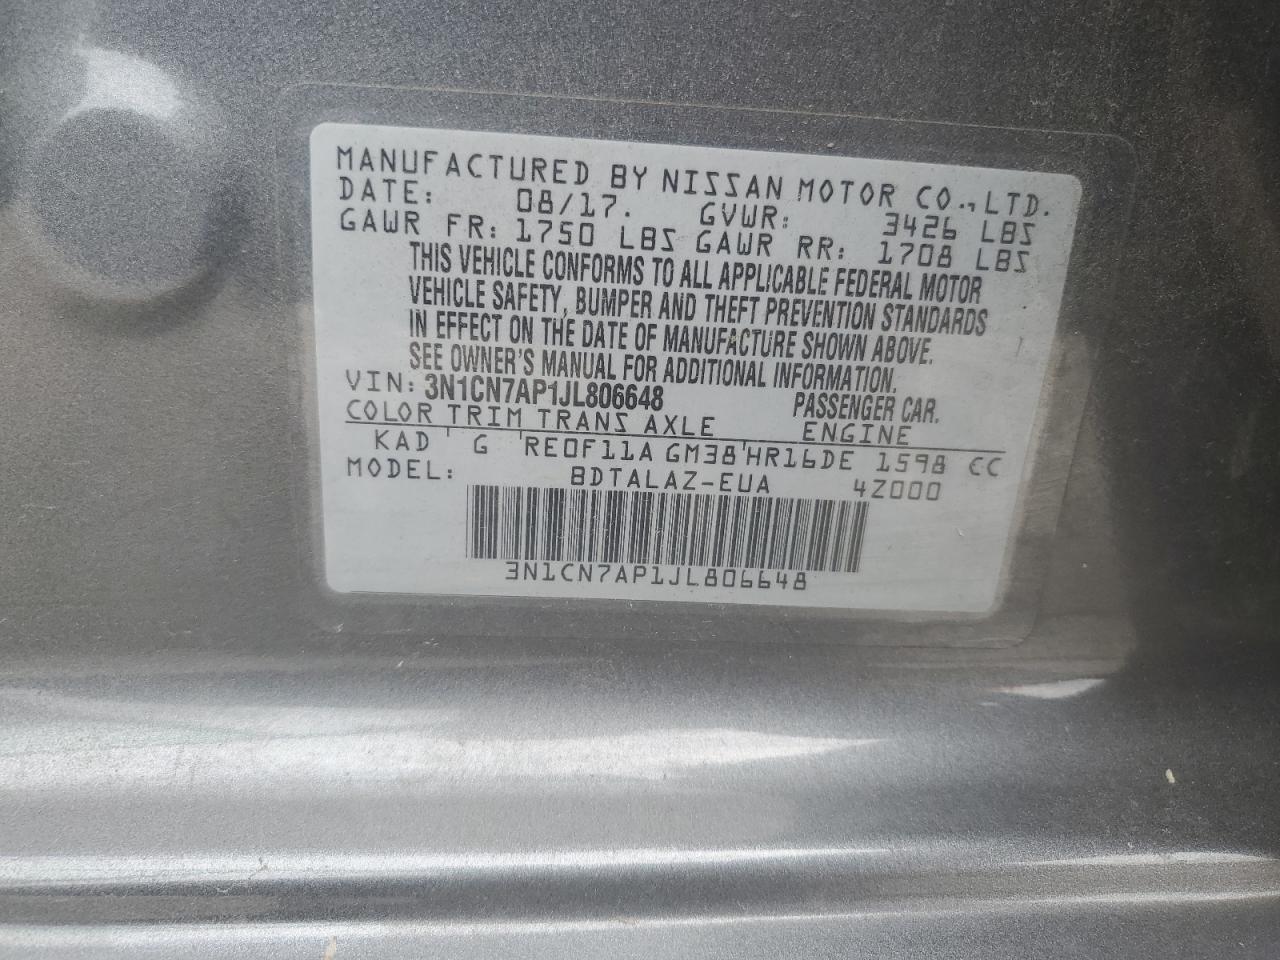 MANUFACTURED BY NISSAN MOTOR CO.,LTD.
DATE: 08/17. GVWR: 3426 LBS
GAWR FR: 1750 LBS GAWR RR: 1708 LBS
THIS VEHICLE CONFORMS TO ALL APPLICABLE FEDERAL MOTOR
VEHICLE SAFETY, BUMPER AND THEFT PREVENTION STANDARDS
IN EFFECT ON THE DATE OF MANUFACTURE SHOWN ABOVE.
SEE OWNER'S MANUAL FOR ADDITIONAL INFORMATION.
VIN: 3N1CN7AP1JL806648 PASSENGER CAR.
COLOR TRIM TRANS AXLE ENGINE
KAD G RE0F11A GM38 HR16DE 1598 CC
MODEL: BDTALAZ-EUA 4Z000
3N1CN7AP1JL806648